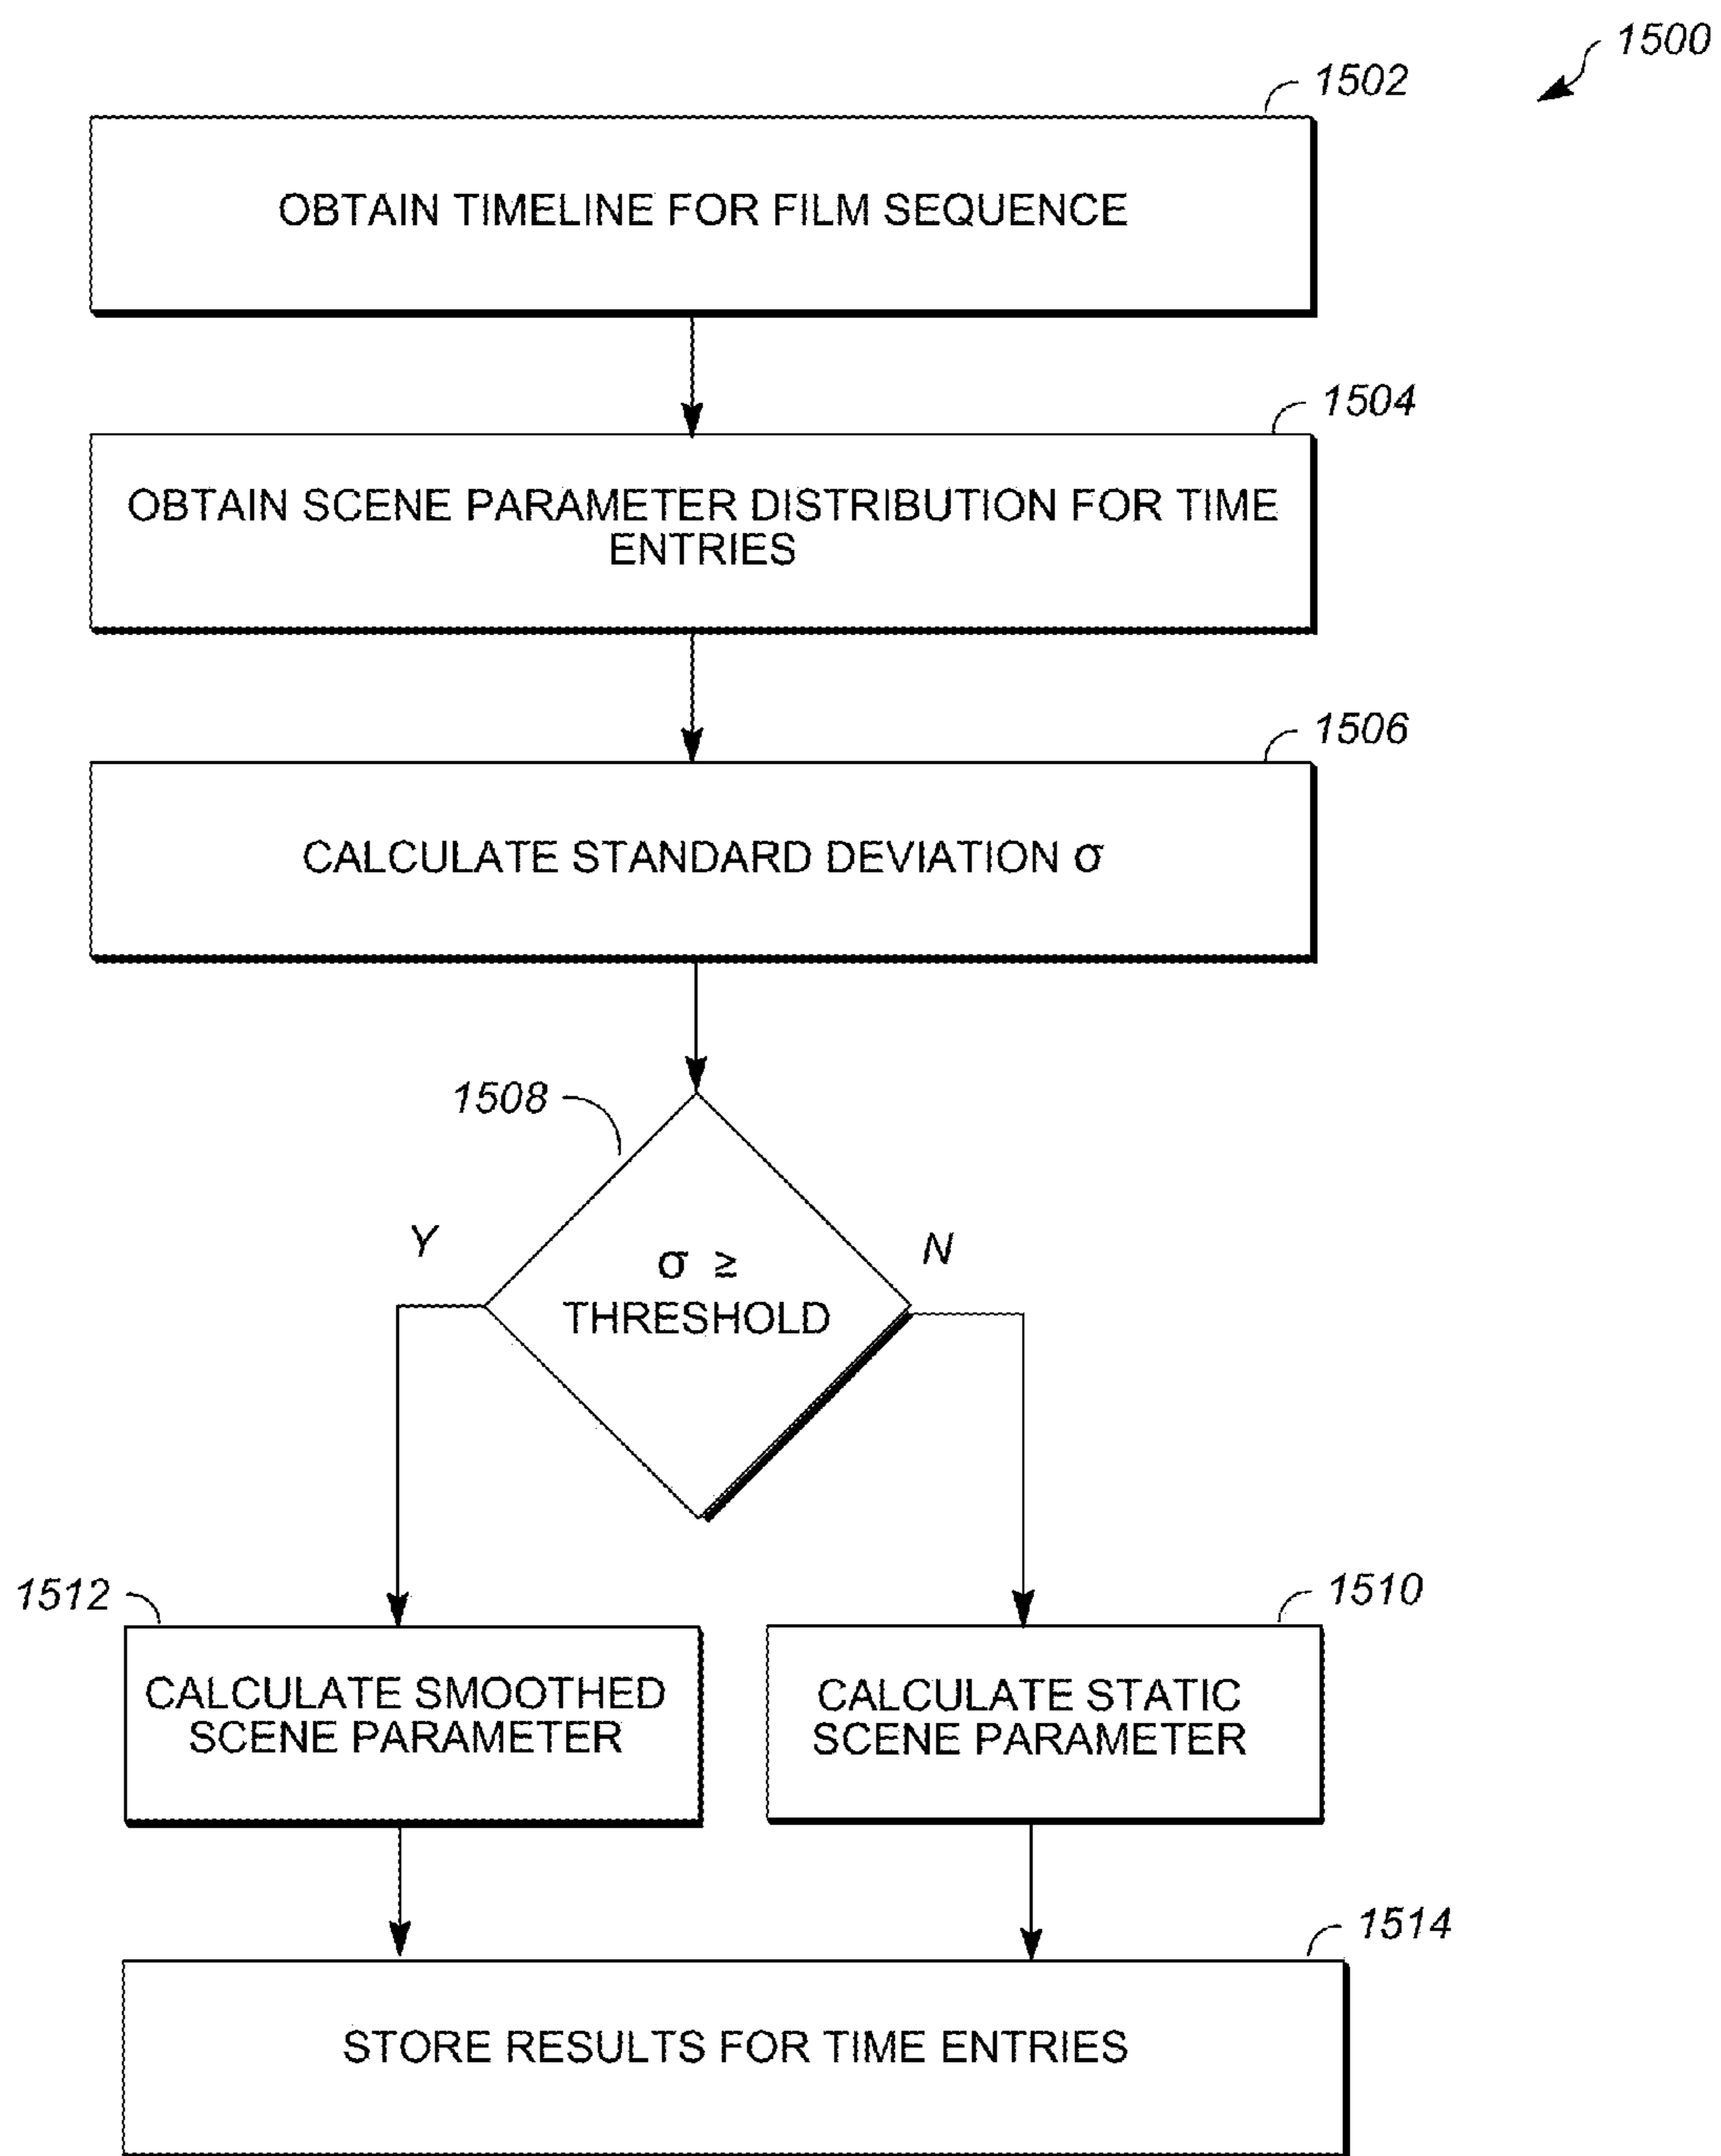 1500
1502
OBTAIN TIMELINE FOR FILM SEQUENCE
1504
OBTAIN SCENE PARAMETER DISTRIBUTION FOR TIME
ENTRIES
1506
CALCULATE STANDARD DEVIATION σ
1508
Y
N
σ ≥
THRESHOLD
1512
1510
CALCULATE SMOOTHED
SCENE PARAMETER
CALCULATE STATIC
SCENE PARAMETER
1514
STORE RESULTS FOR TIME ENTRIES